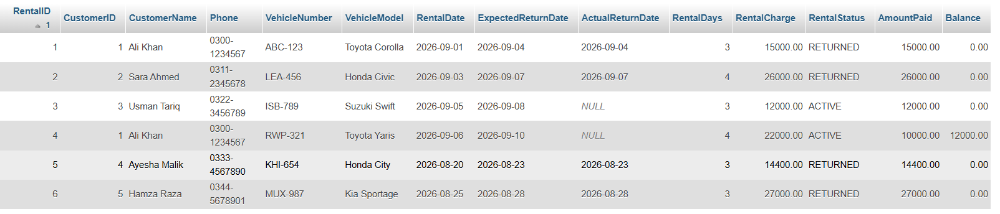 RentalID 1 CustomerID CustomerName Phone VehicleNumber VehicleModel RentalDate ExpectedReturnDate ActualReturnDate RentalDays RentalCharge RentalStatus AmountPaid Balance
1 1 Ali Khan 0300-1234567 ABC-123 Toyota Corolla 2026-09-01 2026-09-04 2026-09-04 3 15000.00 RETURNED 15000.00 0.00
2 2 Sara Ahmed 0311-2345678 LEA-456 Honda Civic 2026-09-03 2026-09-07 2026-09-07 4 26000.00 RETURNED 26000.00 0.00
3 3 Usman Tariq 0322-3456789 ISB-789 Suzuki Swift 2026-09-05 2026-09-08 NULL 3 12000.00 ACTIVE 12000.00 0.00
4 1 Ali Khan 0300-1234567 RWP-321 Toyota Yaris 2026-09-06 2026-09-10 NULL 4 22000.00 ACTIVE 10000.00 12000.00
5 4 Ayesha Malik 0333-4567890 KHI-654 Honda City 2026-08-20 2026-08-23 2026-08-23 3 14400.00 RETURNED 14400.00 0.00
6 5 Hamza Raza 0344-5678901 MUX-987 Kia Sportage 2026-08-25 2026-08-28 2026-08-28 3 27000.00 RETURNED 27000.00 0.00